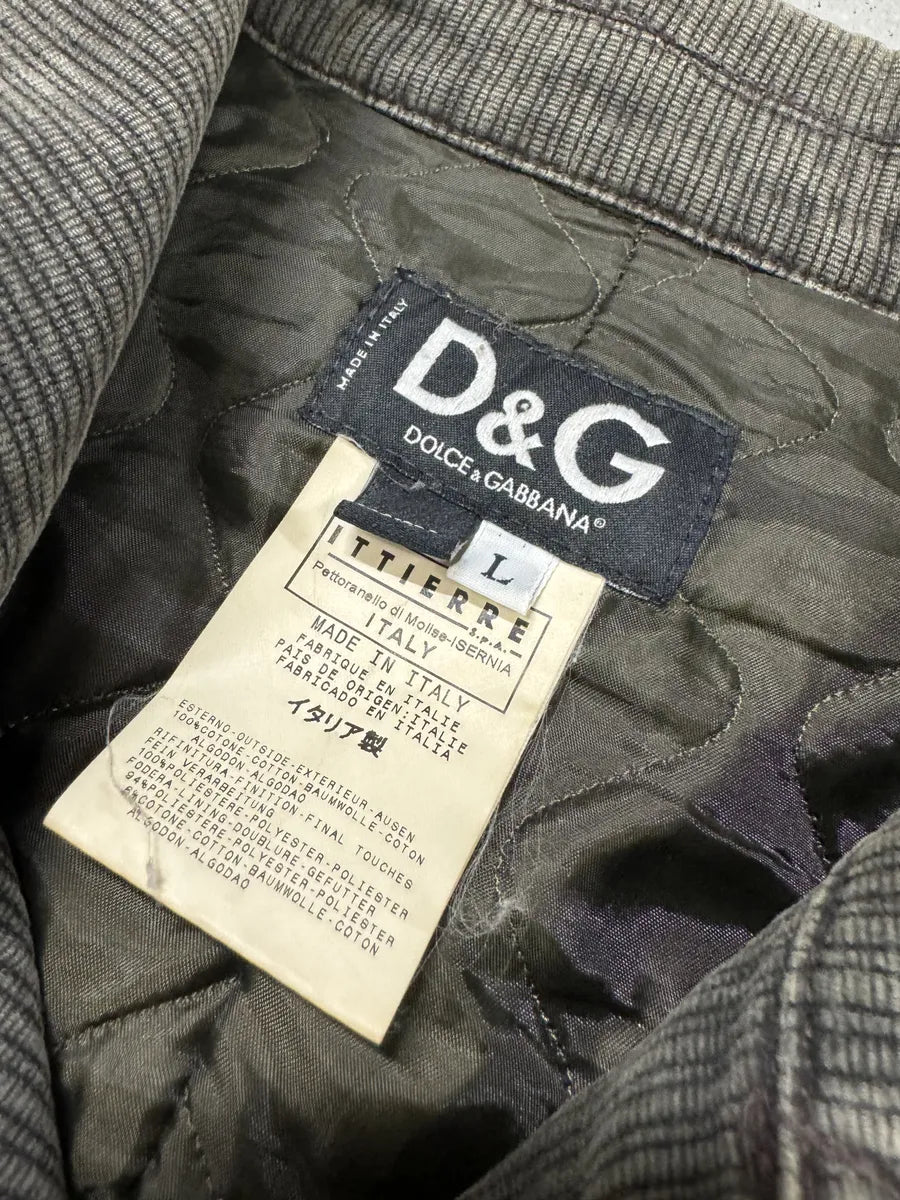 MADE IN ITALY
D&G
DOLCE&GABBANA®
L
ITTIERRE
S.P.A.
Pettoranello di Molise-ISERNIA
ITALY
MADE IN ITALY
FABRIQUE EN ITALIE
PAIS DE ORIGEN:ITALIE
FABRICADO EN ITALIA
イタリア製
ESTERNO-OUTSIDE-EXTERIEUR-AUSEN
100%COTONE-COTTON-BAUMWOLLE-COTON
ALGODON-ALGODAO
RIFINITURA-FINITION-FINAL TOUCHES
FEIN VERARBEITUNG
100%POLIESTERE-POLYESTER-POLIESTER
FODERA-LINING-DOUBLURE-GEFUTTER
94%POLIESTERE-POLYESTER-POLIESTER
6%COTONE-COTTON-BAUMWOLLE-COTON
ALGODON-ALGODAO